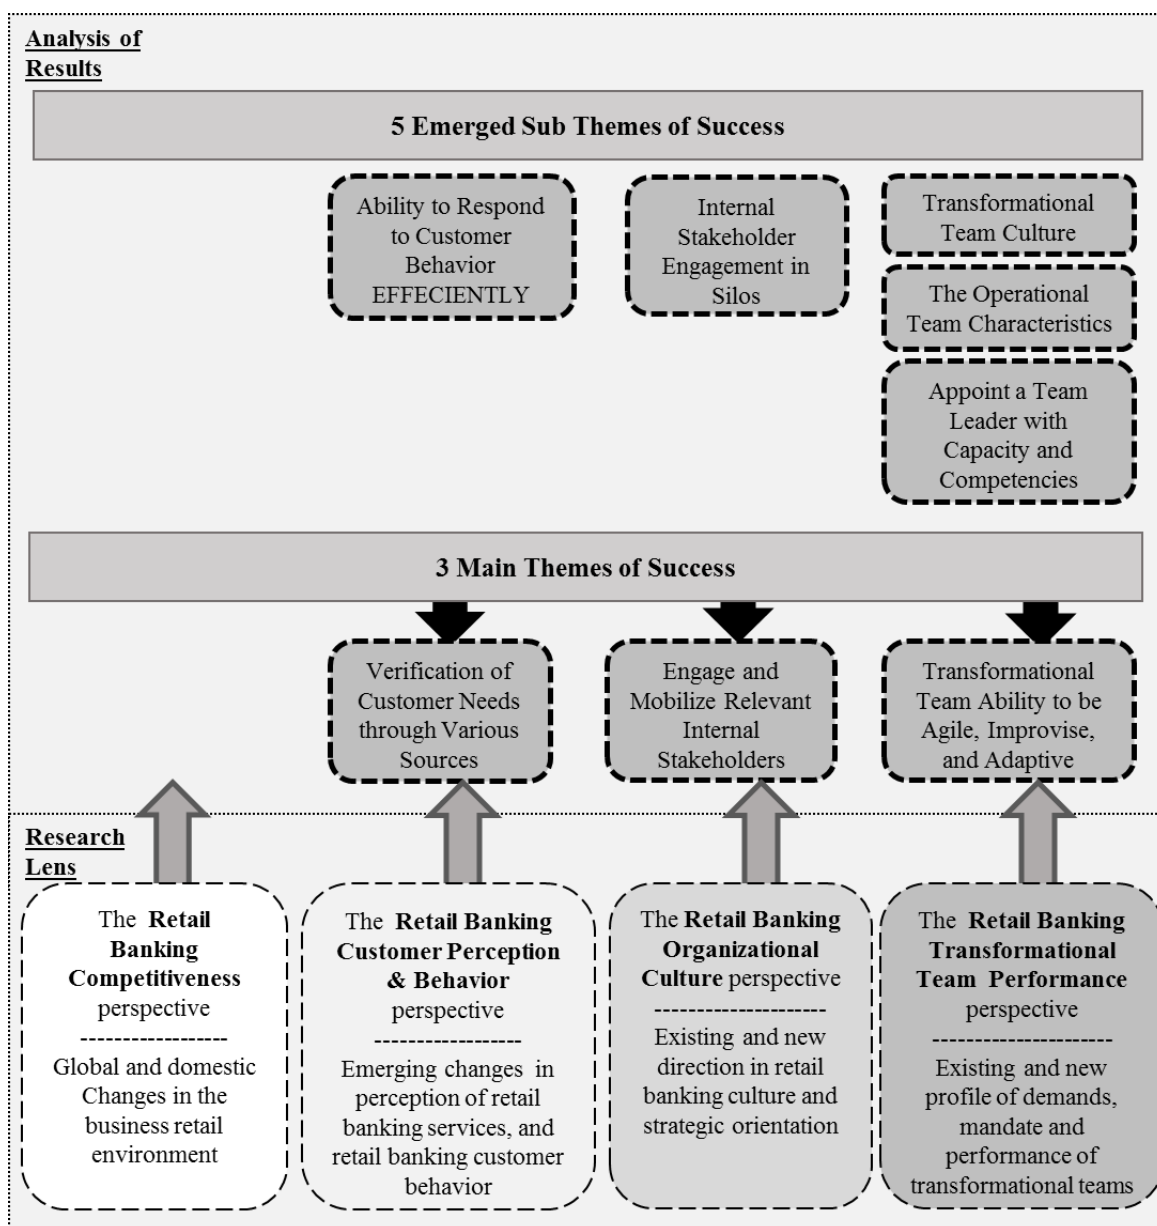 Analysis of
Results
5 Emerged Sub Themes of Success
Ability to Respond
to Customer
Behavior
EFFECIENTLY
Internal
Stakeholder
Engagement in
Silos
Transformational
Team Culture
The Operational
Team Characteristics
Appoint a Team
Leader with
Capacity and
Competencies
3 Main Themes of Success
Verification of
Customer Needs
through Various
Sources
Engage and
Mobilize Relevant
Internal
Stakeholders
Transformational
Team Ability to be
Agile, Improvise,
and Adaptive
Research
Lens
The Retail
Banking
Competitiveness
perspective
------------------
Global and domestic
Changes in the
business retail
environment
The Retail Banking
Customer Perception
& Behavior
perspective
------------------
Emerging changes in
perception of retail
banking services, and
retail banking customer
behavior
The Retail Banking
Organizational
Culture perspective
---------------------
Existing and new
direction in retail
banking culture and
strategic orientation
The Retail Banking
Transformational
Team Performance
perspective
----------------------
Existing and new
profile of demands,
mandate and
performance of
transformational teams